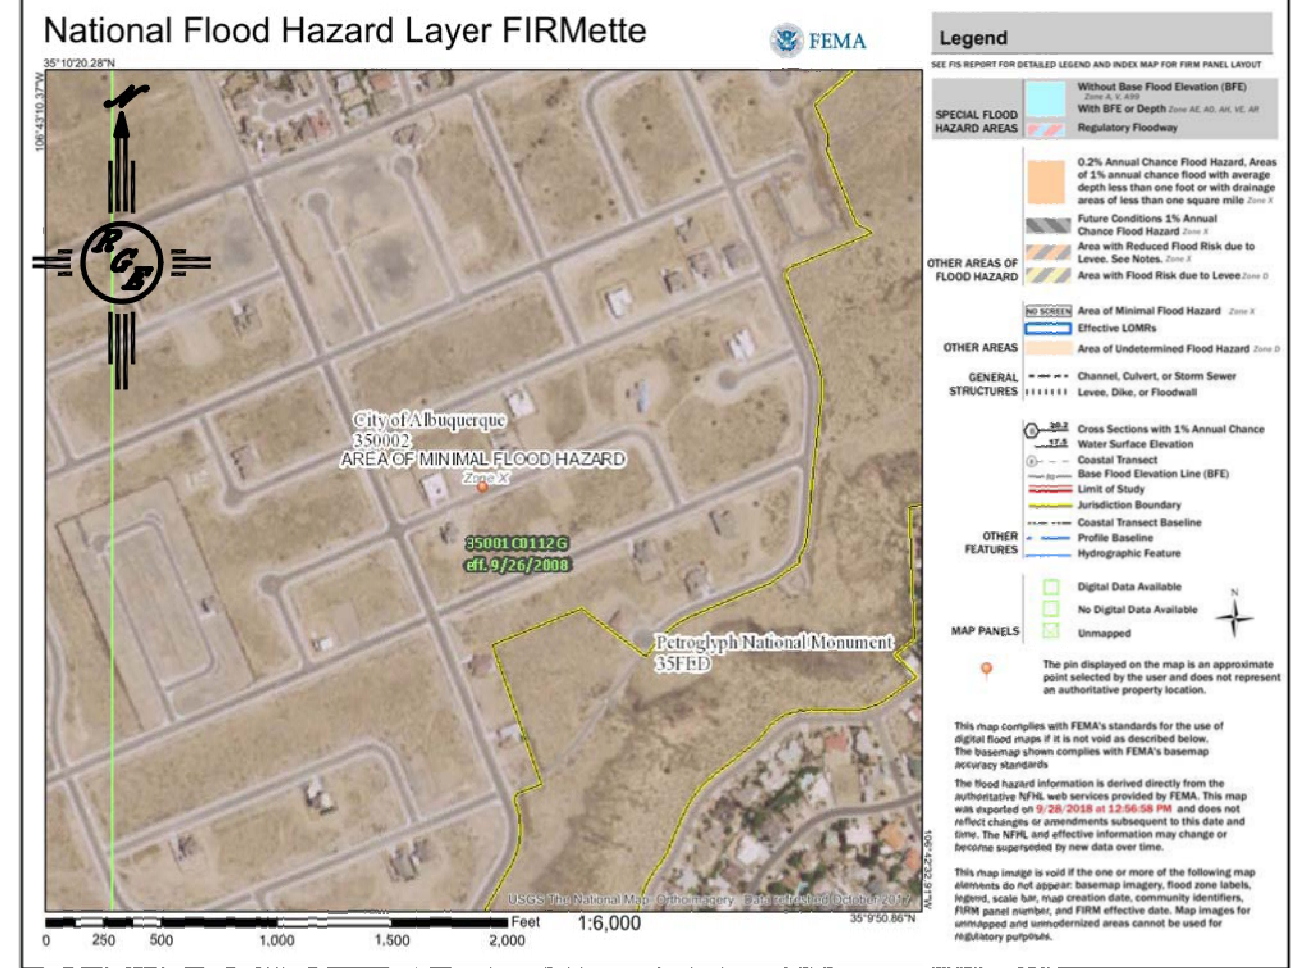 National Flood Hazard Layer FIRMette
FEMA
35°10'20.28"N
106°43'10.37"W
N
RGE
City of Albuquerque
350002
AREA OF MINIMAL FLOOD HAZARD
Zone X
35001C0112G
eff. 9/26/2008
Petroglyph National Monument
35FED
USGS The National Map: Orthoimagery. Data refreshed October 2017
106°42'32.91"W
35°9'50.86"N
Feet
1:6,000
0 250 500 1,000 1,500 2,000
Legend
SEE FIS REPORT FOR DETAILED LEGEND AND INDEX MAP FOR FIRM PANEL LAYOUT
SPECIAL FLOOD
HAZARD AREAS
Without Base Flood Elevation (BFE)
Zone A, V, A99
With BFE or Depth Zone AE, AO, AH, VE, AR
Regulatory Floodway
OTHER AREAS OF
FLOOD HAZARD
0.2% Annual Chance Flood Hazard, Areas
of 1% annual chance flood with average
depth less than one foot or with drainage
areas of less than one square mile Zone X
Future Conditions 1% Annual
Chance Flood Hazard Zone X
Area with Reduced Flood Risk due to
Levee. See Notes. Zone X
Area with Flood Risk due to Levee Zone D
OTHER AREAS
NO SCREEN Area of Minimal Flood Hazard Zone X
Effective LOMRs
Area of Undetermined Flood Hazard Zone D
GENERAL
STRUCTURES
Channel, Culvert, or Storm Sewer
Levee, Dike, or Floodwall
OTHER
FEATURES
B 20.2 Cross Sections with 1% Annual Chance
17.5 Water Surface Elevation
Coastal Transect
Base Flood Elevation Line (BFE)
Limit of Study
Jurisdiction Boundary
Coastal Transect Baseline
Profile Baseline
Hydrographic Feature
MAP PANELS
Digital Data Available
No Digital Data Available
Unmapped
N
The pin displayed on the map is an approximate
point selected by the user and does not represent
an authoritative property location.
This map complies with FEMA's standards for the use of
digital flood maps if it is not void as described below.
The basemap shown complies with FEMA's basemap
accuracy standards
The flood hazard information is derived directly from the
authoritative NFHL web services provided by FEMA. This map
was exported on 9/28/2018 at 12:56:58 PM and does not
reflect changes or amendments subsequent to this date and
time. The NFHL and effective information may change or
become superseded by new data over time.
This map image is void if the one or more of the following map
elements do not appear: basemap imagery, flood zone labels,
legend, scale bar, map creation date, community identifiers,
FIRM panel number, and FIRM effective date. Map images for
unmapped and unmodernized areas cannot be used for
regulatory purposes.